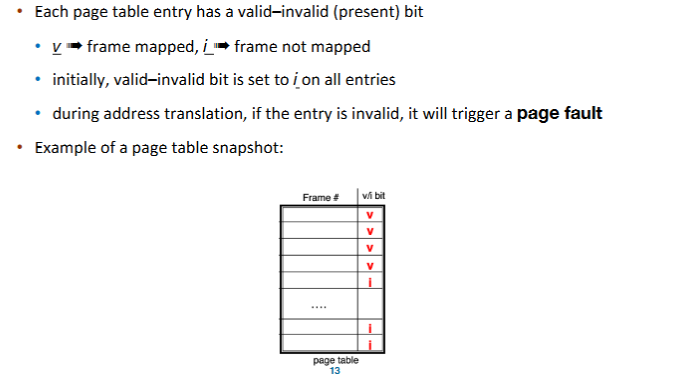 • Each page table entry has a valid–invalid (present) bit
• v ➠ frame mapped, i ➠ frame not mapped
• initially, valid–invalid bit is set to i on all entries
• during address translation, if the entry is invalid, it will trigger a page fault
• Example of a page table snapshot:
Frame # v/i bit
v
v
v
v
i
....
i
i
page table
13